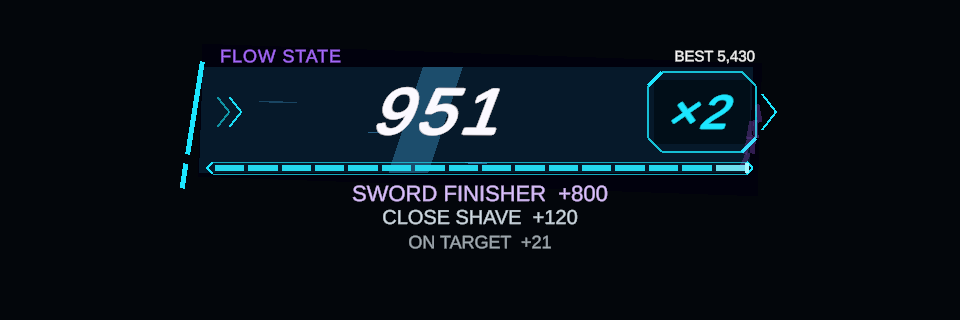 FLOW STATE
BEST 5,430
951
×2
SWORD FINISHER +800
CLOSE SHAVE +120
ON TARGET +21